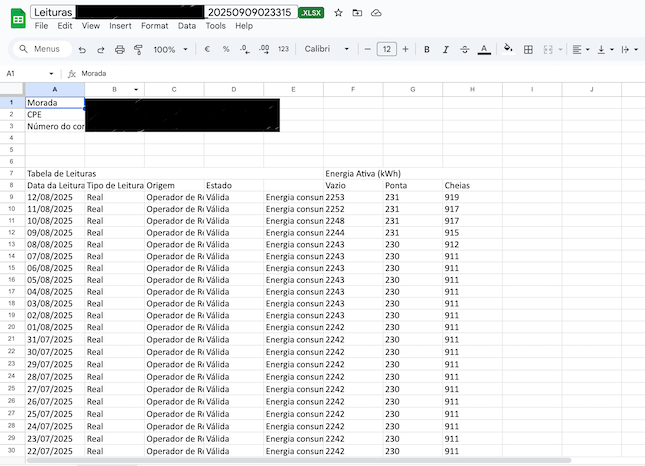 Leituras 20250909023315 .XLSX
File Edit View Insert Format Data Tools Help
Menus 100% € % .0 .00 123 Calibri 12 B I S A
A1 fx Morada
A B C D E F G H I J
1 Morada
2 CPE
3 Número do con
4
5
6
7 Tabela de Leituras Energia Ativa (kWh)
8 Data da Leitura Tipo de Leitura Origem Estado Vazio Ponta Cheias
9 12/08/2025 Real Operador de Re Válida Energia consum 2253 231 919
10 11/08/2025 Real Operador de Re Válida Energia consum 2252 231 917
11 10/08/2025 Real Operador de Re Válida Energia consum 2248 231 917
12 09/08/2025 Real Operador de Re Válida Energia consum 2244 231 915
13 08/08/2025 Real Operador de Re Válida Energia consum 2243 230 912
14 07/08/2025 Real Operador de Re Válida Energia consum 2243 230 911
15 06/08/2025 Real Operador de Re Válida Energia consum 2243 230 911
16 05/08/2025 Real Operador de Re Válida Energia consum 2243 230 911
17 04/08/2025 Real Operador de Re Válida Energia consum 2243 230 911
18 03/08/2025 Real Operador de Re Válida Energia consum 2243 230 911
19 02/08/2025 Real Operador de Re Válida Energia consum 2243 230 911
20 01/08/2025 Real Operador de Re Válida Energia consum 2242 230 911
21 31/07/2025 Real Operador de Re Válida Energia consum 2242 230 911
22 30/07/2025 Real Operador de Re Válida Energia consum 2242 230 911
23 29/07/2025 Real Operador de Re Válida Energia consum 2242 230 911
24 28/07/2025 Real Operador de Re Válida Energia consum 2242 230 911
25 27/07/2025 Real Operador de Re Válida Energia consum 2242 230 911
26 26/07/2025 Real Operador de Re Válida Energia consum 2242 230 911
27 25/07/2025 Real Operador de Re Válida Energia consum 2242 230 911
28 24/07/2025 Real Operador de Re Válida Energia consum 2242 230 911
29 23/07/2025 Real Operador de Re Válida Energia consum 2242 230 911
30 22/07/2025 Real Operador de Re Válida Energia consum 2242 230 911